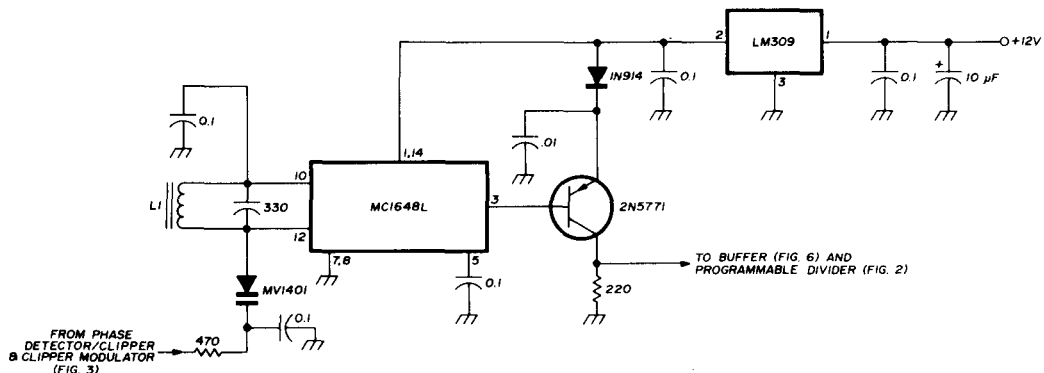 2
LM309
1
+12V
3
1N914
0.1
0.1
+
10 µF
0.1
.01
1,14
10
L1
330
MC1648L
3
2N5771
12
7,8
5
0.1
MV1401
220
TO BUFFER (FIG. 6) AND
PROGRAMMABLE DIVIDER (FIG. 2)
0.1
FROM PHASE
DETECTOR/CLIPPER
& CLIPPER MODULATOR
(FIG. 3)
470